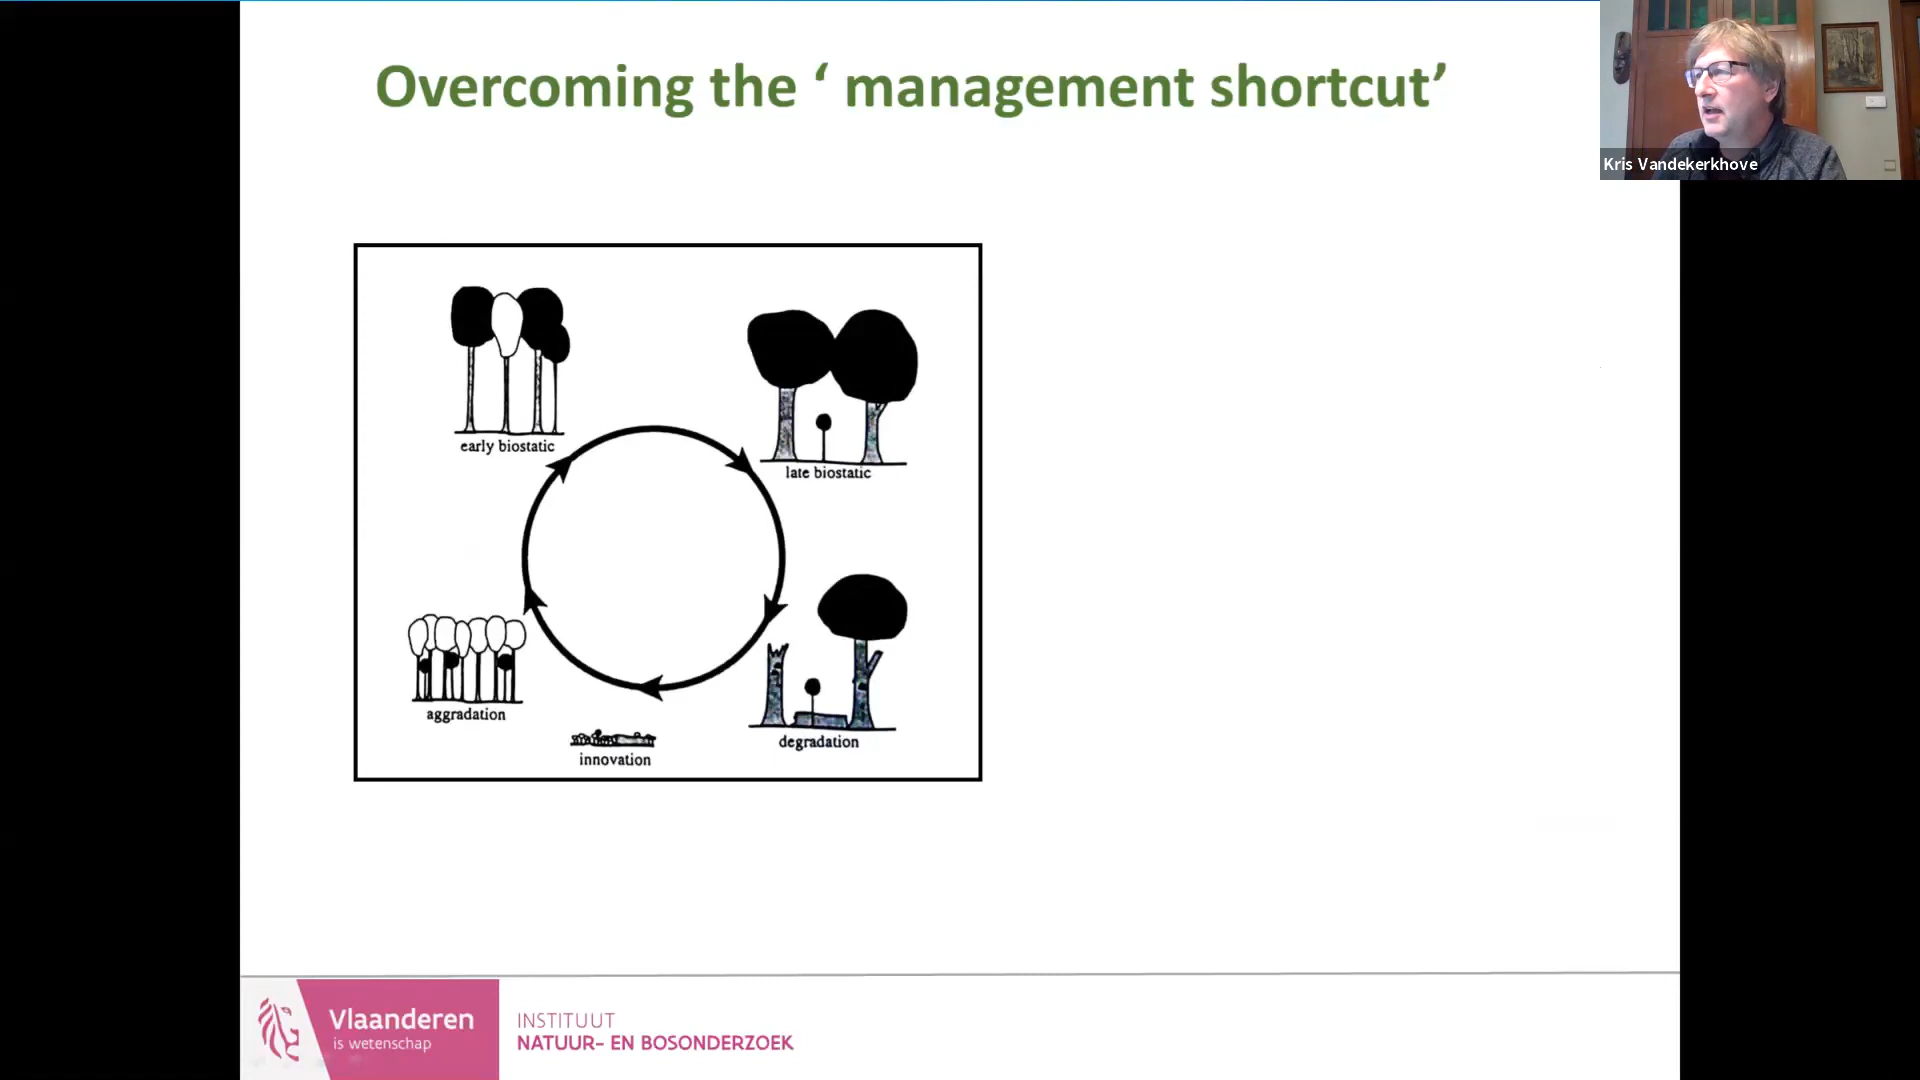 Overcoming the ‘ management shortcut’
Kris Vandekerkhove
early biostatic
late biostatic
aggradation
degradation
innovation
Vlaanderen
is wetenschap
INSTITUUT
NATUUR- EN BOSONDERZOEK